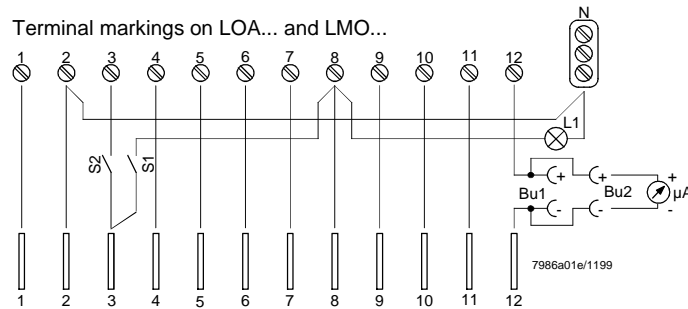 Terminal markings on LOA... and LMO...
N
1 2 3 4 5 6 7 8 9 10 11 12
L1
S2 S1
+ + +
Bu1 Bu2 µA
- - -
7986a01e/1199
1 2 3 4 5 6 7 8 9 10 11 12